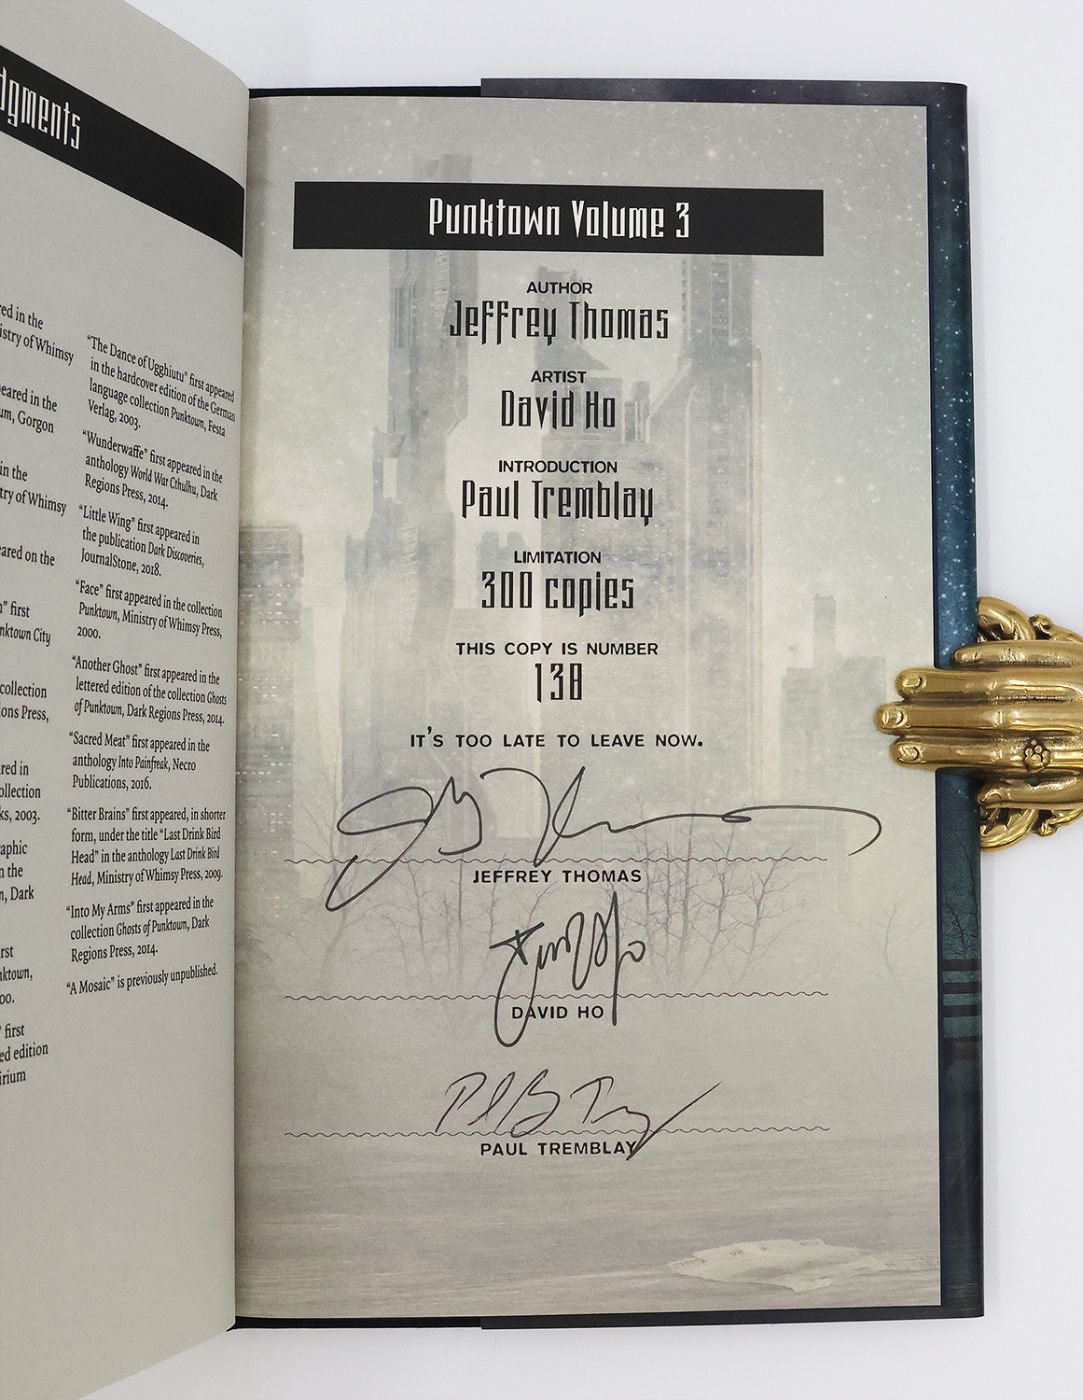 dgments
red in the
istry of Whimsy
eared in the
um, Gorgon
in the
try of Whimsy
ared on the
n" first
nktown City
collection
ions Press,
red in
ollection
ks, 2003.
aphic
n the
n, Dark
rst
nktown,
00.
" first
ed edition
irium
"The Dance of Ugghiutu" first appeared
in the hardcover edition of the German
language collection Punktown, Festa
Verlag, 2003.
"Wunderwaffe" first appeared in the
anthology World War Cthulhu, Dark
Regions Press, 2014.
"Little Wing" first appeared in
the publication Dark Discoveries,
JournalStone, 2018.
"Face" first appeared in the collection
Punktown, Ministry of Whimsy Press,
2000.
"Another Ghost" first appeared in the
lettered edition of the collection Ghosts
of Punktown, Dark Regions Press, 2014.
"Sacred Meat" first appeared in the
anthology Into Painfreak, Necro
Publications, 2016.
"Bitter Brains" first appeared, in shorter
form, under the title "Last Drink Bird
Head" in the anthology Last Drink Bird
Head, Ministry of Whimsy Press, 2009.
"Into My Arms" first appeared in the
collection Ghosts of Punktown, Dark
Regions Press, 2014.
"A Mosaic" is previously unpublished.
Punktown Volume 3
AUTHOR
Jeffrey Thomas
ARTIST
David Ho
INTRODUCTION
Paul Tremblay
LIMITATION
300 copies
THIS COPY IS NUMBER
138
IT'S TOO LATE TO LEAVE NOW.
JEFFREY THOMAS
DAVID HO
PAUL TREMBLAY